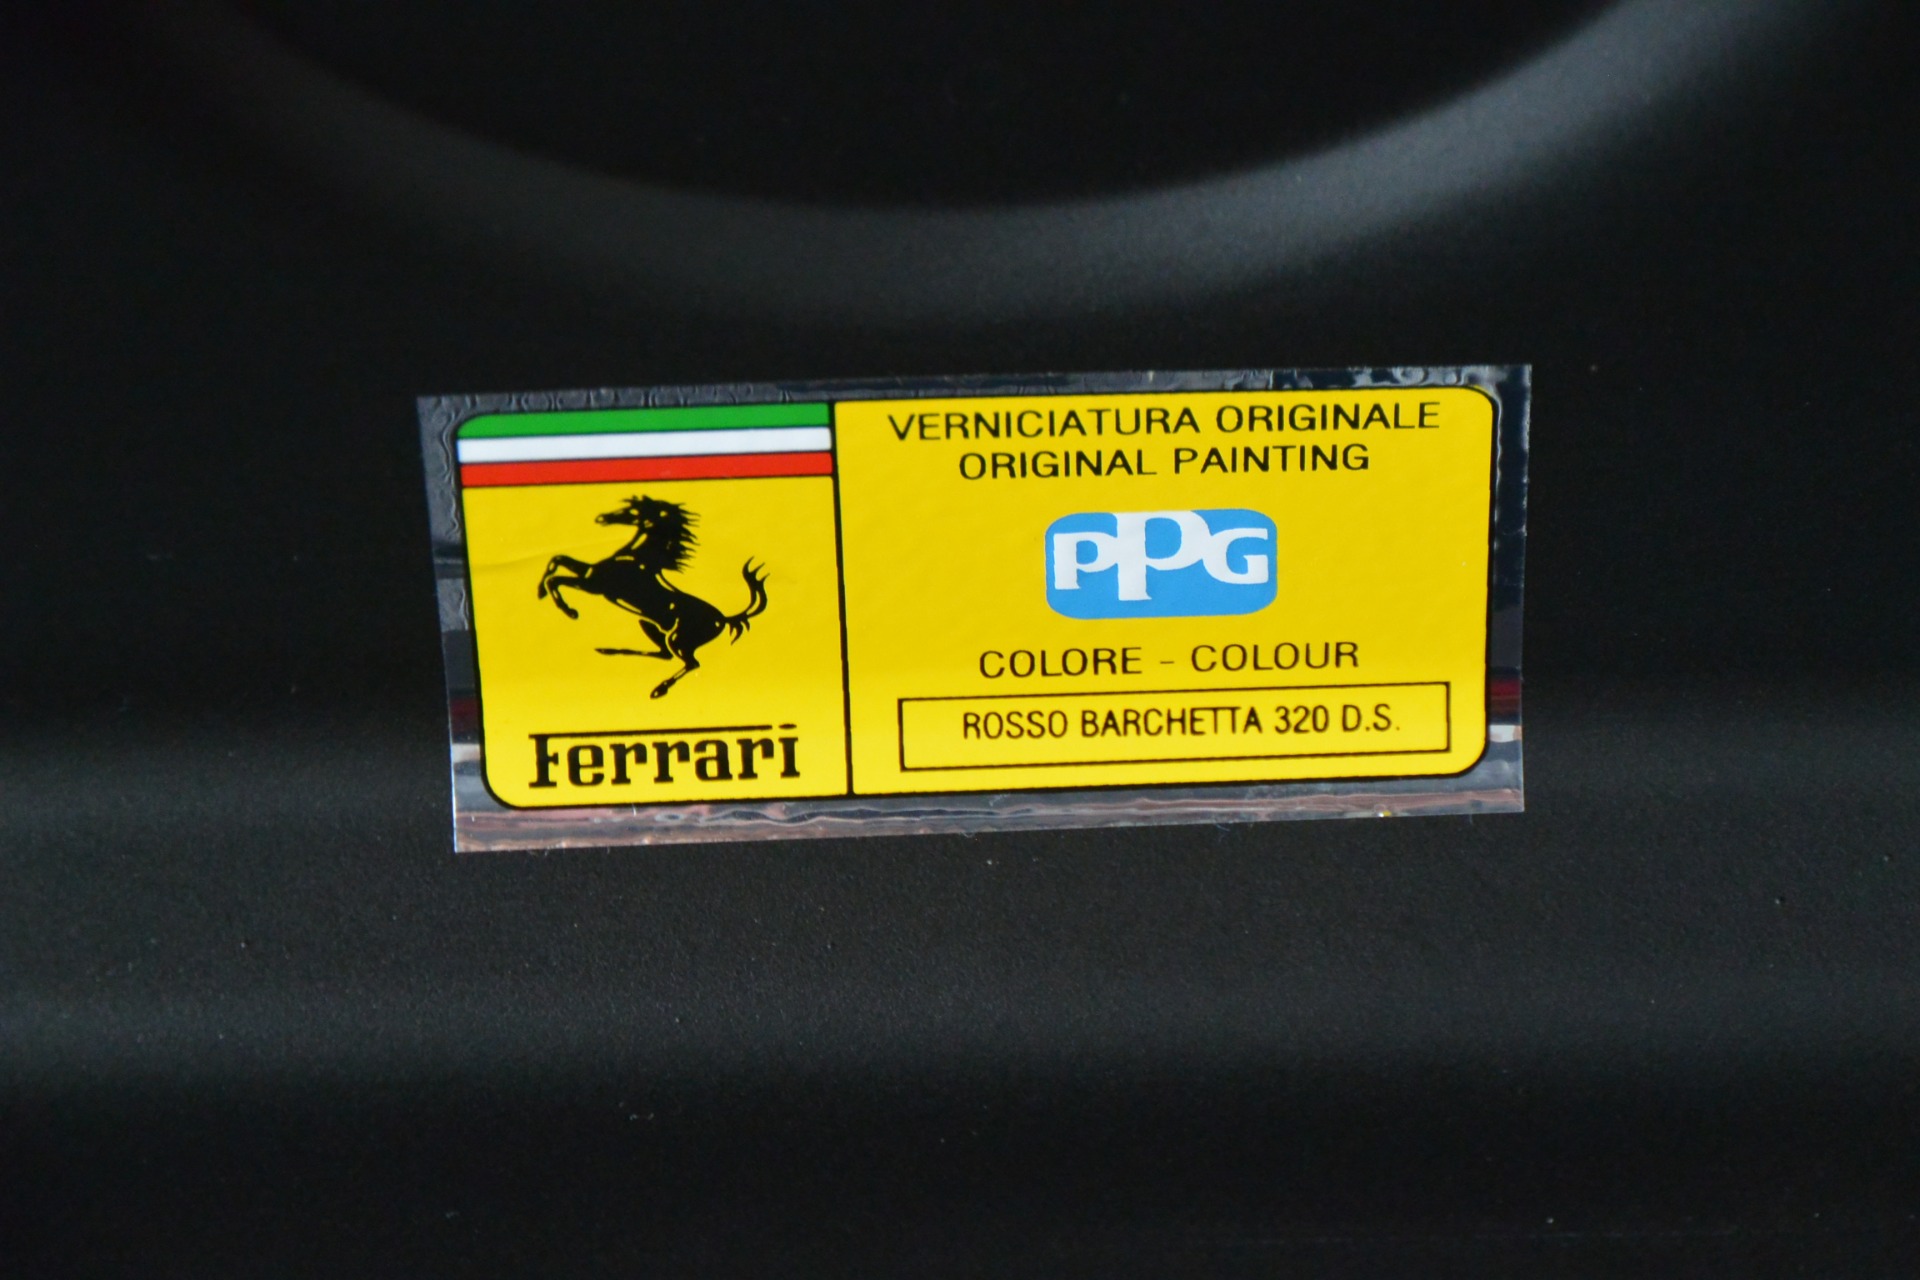 VERNICIATURA ORIGINALE
ORIGINAL PAINTING
PPG
COLORE - COLOUR
ROSSO BARCHETTA 320 D.S.
Ferrari